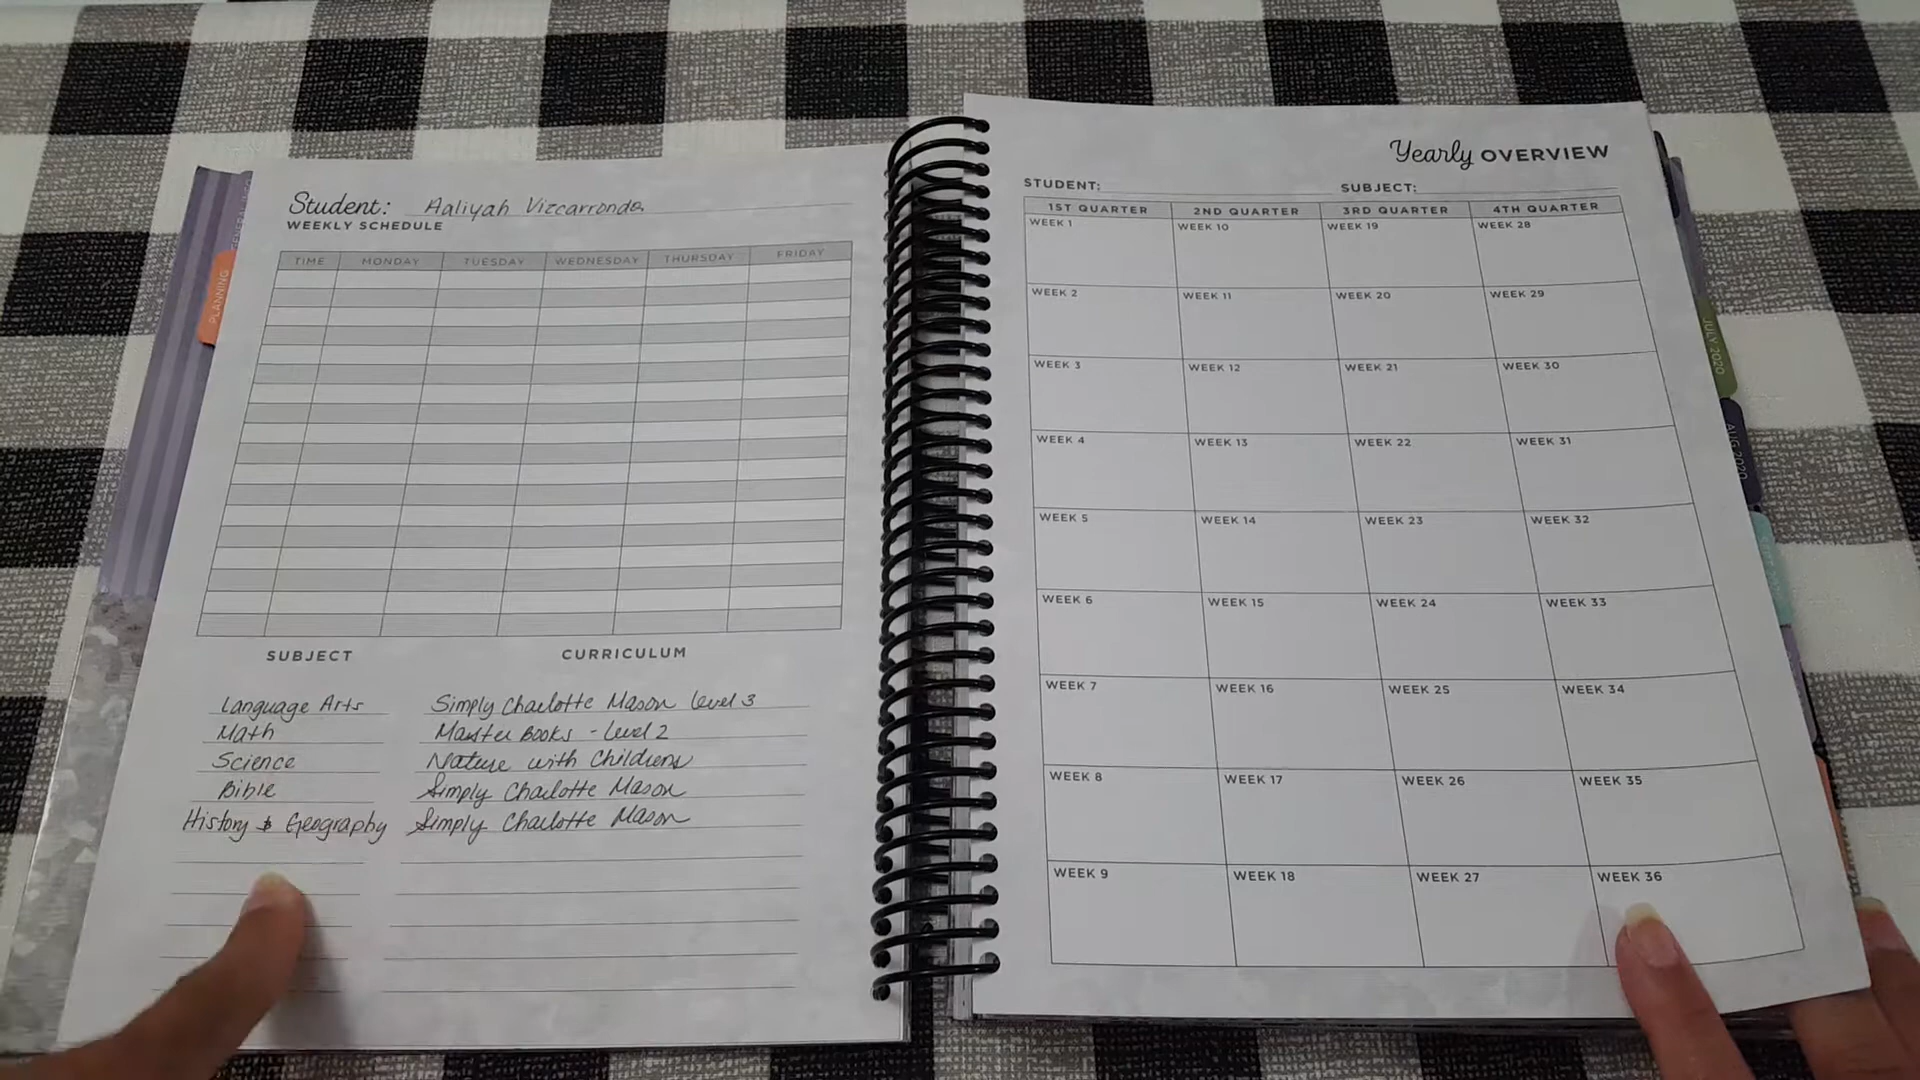 Student: Aaliyah Vizcarronda
WEEKLY SCHEDULE
TIME MONDAY TUESDAY WEDNESDAY THURSDAY FRIDAY
SUBJECT CURRICULUM
Language Arts Simply Charlotte Mason Level 3
Math Master Books - Level 2
Science Nature with Childrens
Bible Simply Charlotte Mason
History & Geography Simply Charlotte Mason
PLANNING
Yearly OVERVIEW
STUDENT: SUBJECT:
1ST QUARTER 2ND QUARTER 3RD QUARTER 4TH QUARTER
WEEK 1 WEEK 10 WEEK 19 WEEK 28
WEEK 2 WEEK 11 WEEK 20 WEEK 29
WEEK 3 WEEK 12 WEEK 21 WEEK 30
WEEK 4 WEEK 13 WEEK 22 WEEK 31
WEEK 5 WEEK 14 WEEK 23 WEEK 32
WEEK 6 WEEK 15 WEEK 24 WEEK 33
WEEK 7 WEEK 16 WEEK 25 WEEK 34
WEEK 8 WEEK 17 WEEK 26 WEEK 35
WEEK 9 WEEK 18 WEEK 27 WEEK 36
JULY 2020
AUG 2020